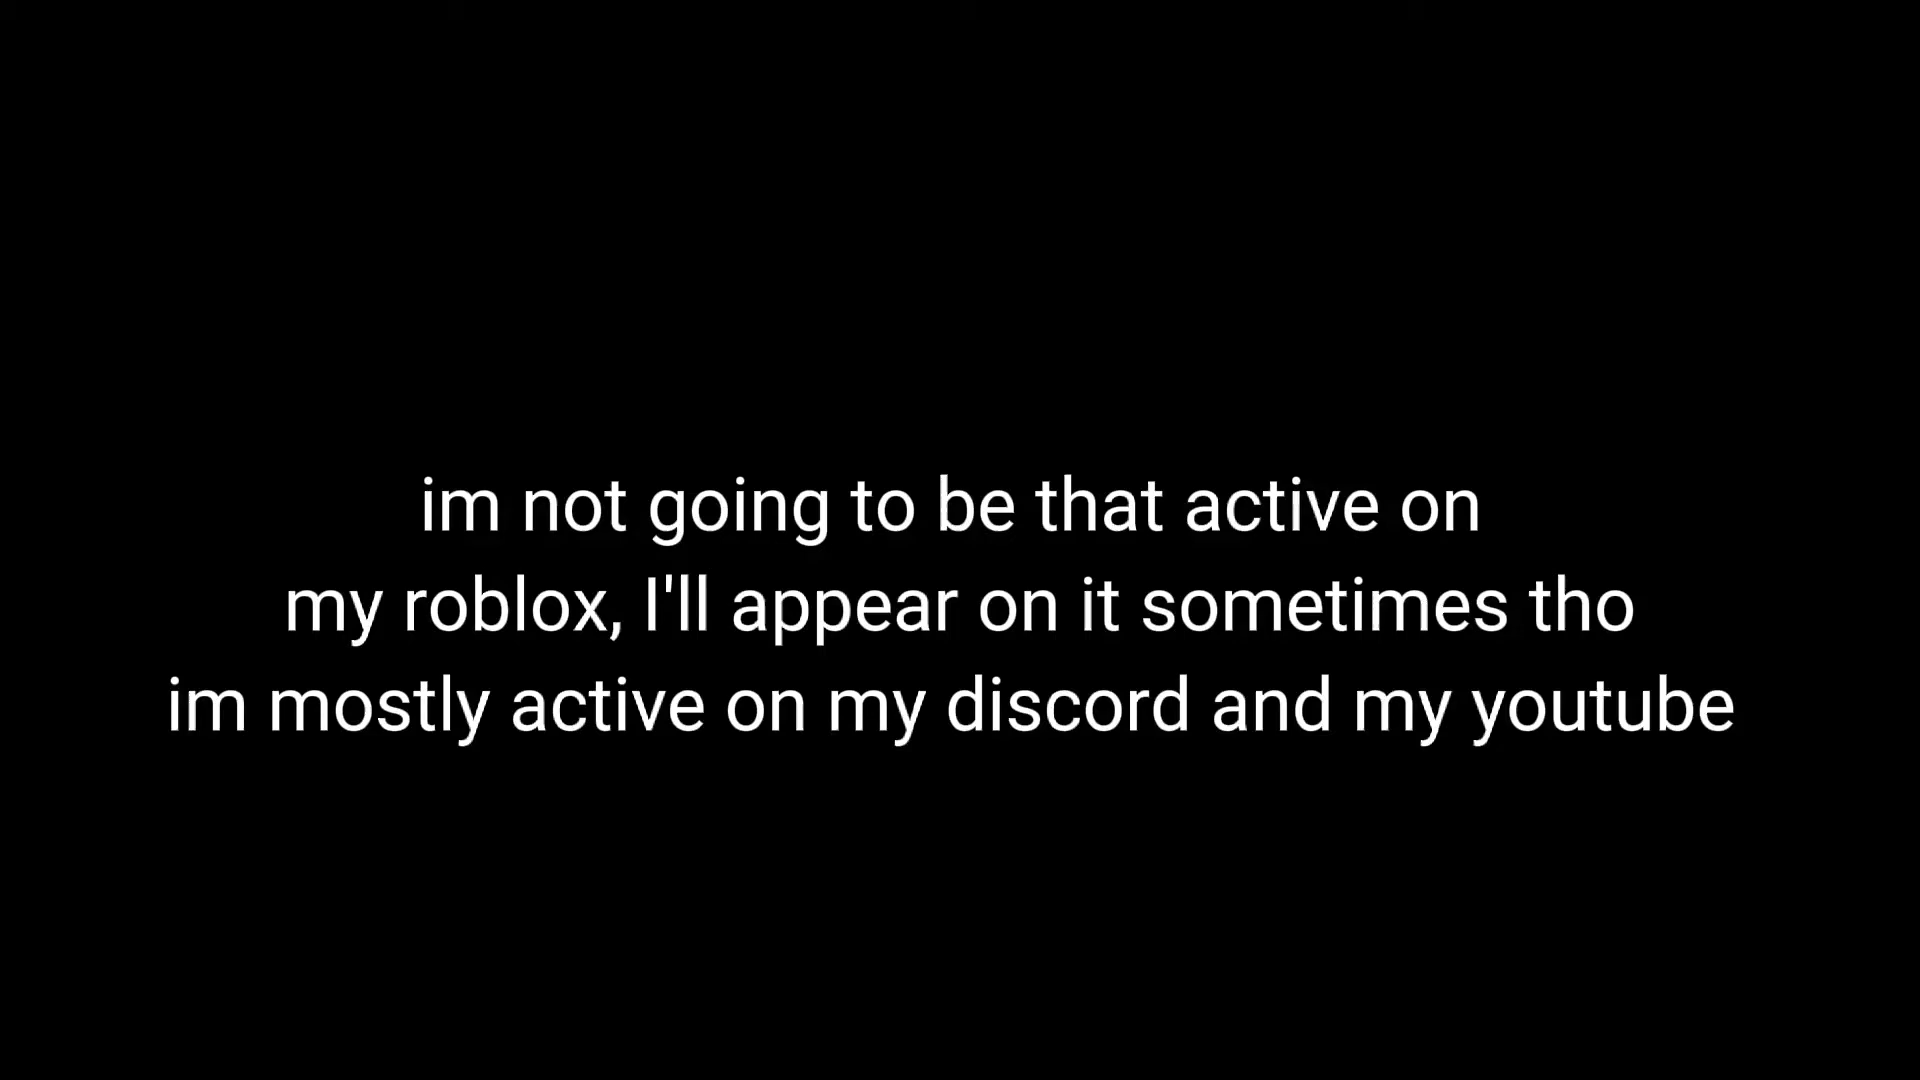 im not going to be that active on
my roblox, I'll appear on it sometimes tho
im mostly active on my discord and my youtube